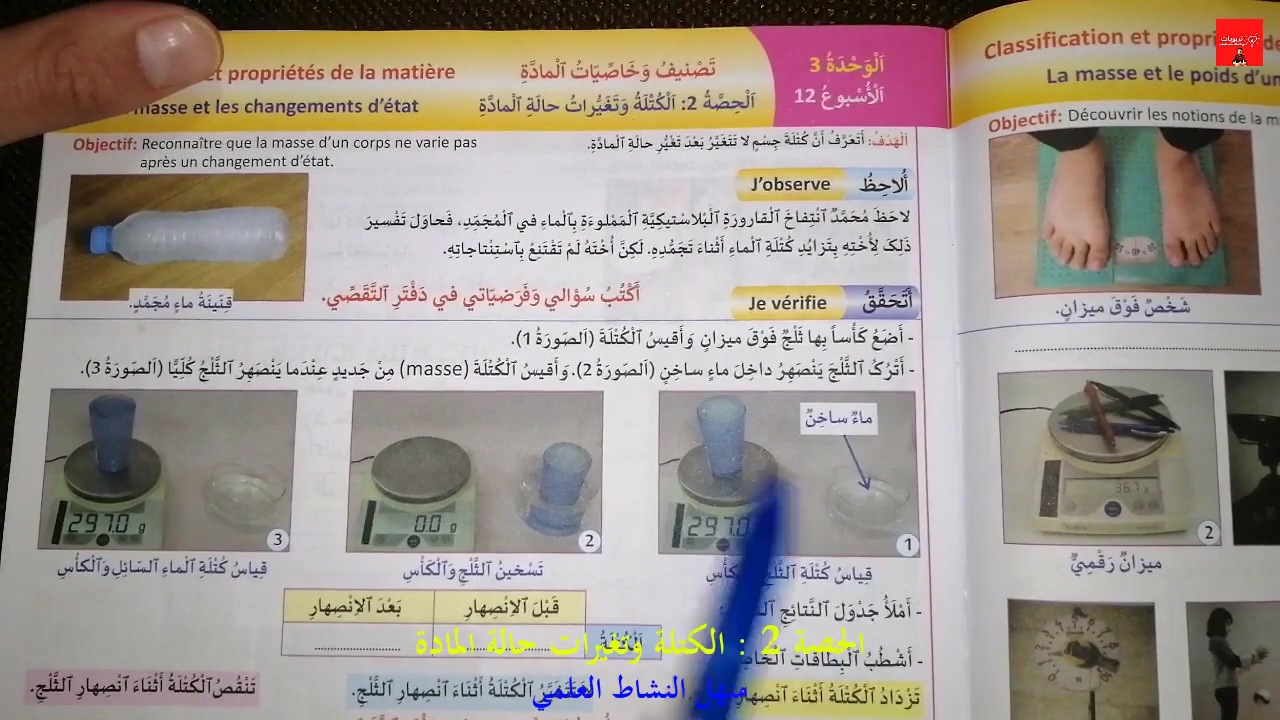 et propriétés de la matière
تَصْنِيفُ وَخَاصِّيّاتُ ٱلْمادَّةِ
اَلْوَحْدَةُ 3
masse et les changements d'état
اَلْحِصَّةُ 2: اَلْكُتْلَةُ وَتَغَيُّراتُ حالَةِ ٱلْمادَّةِ
اَلْأُسْبوعُ 12
Objectif: Reconnaître que la masse d'un corps ne varie pas
après un changement d'état.
اَلْهَدَفُ: أَتَعَرَّفُ أَنَّ كُتْلَةَ جِسْمٍ لا تَتَغَيَّرُ بَعْدَ تَغَيُّرِ حالَةِ ٱلْمادَّةِ.
أُلاحِظُ
J'observe
لاحَظَ مُحَمَّدٌ ٱنْتِفاخَ ٱلْقارورَةِ ٱلْبْلاسْتيكِيَّةِ ٱلْمَمْلوءَةِ بِٱلْماءِ في ٱلْمُجَمِّدِ، فَحاوَلَ تَفْسيرَ
ذَلِكَ لِأُخْتِهِ بِتَزايُدِ كُتْلَةِ ٱلْماءِ أَثْناءَ تَجَمُّدِهِ. لَكِنَّ أُخْتَهُ لَمْ تَقْتَنِعْ بِٱسْتِنْتاجاتِهِ.
قِنّينَةُ ماءٍ مُجَمَّدٍ.
أَكْتُبُ سُؤالي وَفَرَضِيّاتي في دَفْتَرِ ٱلتَّقَصّي.
أَتَحَقَّقُ
Je vérifie
- أَضَعُ كَأْساً بِها ثَلْجٌ فَوْقَ ميزانٍ وَأَقيسُ ٱلْكُتْلَةَ (اَلصّورَةُ 1).
- أَتْرُكُ ٱلثَّلْجَ يَنْصَهِرُ داخِلَ ماءٍ ساخِنٍ (اَلصّورَةُ 2). وَأَقيسُ ٱلْكُتْلَةَ (masse) مِنْ جَديدٍ عِنْدَما يَنْصَهِرُ ٱلثَّلْجُ كُلِّيًّا (اَلصّورَةُ 3).
ماءٌ ساخِنٌ
297.0
1
0.0 g
2
297.0 g
3
قِياسُ كُتْلَةِ
وَٱلْكَأْسِ
تَسْخينُ ٱلثَّلْجِ وَٱلْكَأْسِ
قِياسُ كُتْلَةِ ٱلْماءِ ٱلسّائِلِ وَٱلْكَأْسِ
- أَمْلَأُ جَدْوَلَ ٱلنَّتائِجِ
قَبْلَ ٱلاِنْصِهارِ
بَعْدَ ٱلاِنْصِهارِ
الحصة 2 : الكتلة وتغيرات حالة المادة
- أَشْطُبُ ٱلْبِطاقاتِ
منهل النشاط العلمي
تَزْدادُ ٱلْكُتْلَةُ أَثْناءَ ٱنْصِهارِ
ٱلْكُتْلَةُ أَثْناءَ ٱنْصِهارِ ٱلثَّلْجِ.
تَنْقُصُ ٱلْكُتْلَةُ أَثْناءَ ٱنْصِهارِ ٱلثَّلْجِ.
Classification et
La masse et le poids d'un
Objectif: Découvrir les notions de la
شَخْصٌ فَوْقَ ميزانٍ.
36.7
2
ميزانٌ رَقْمِيٌّ
تربويات